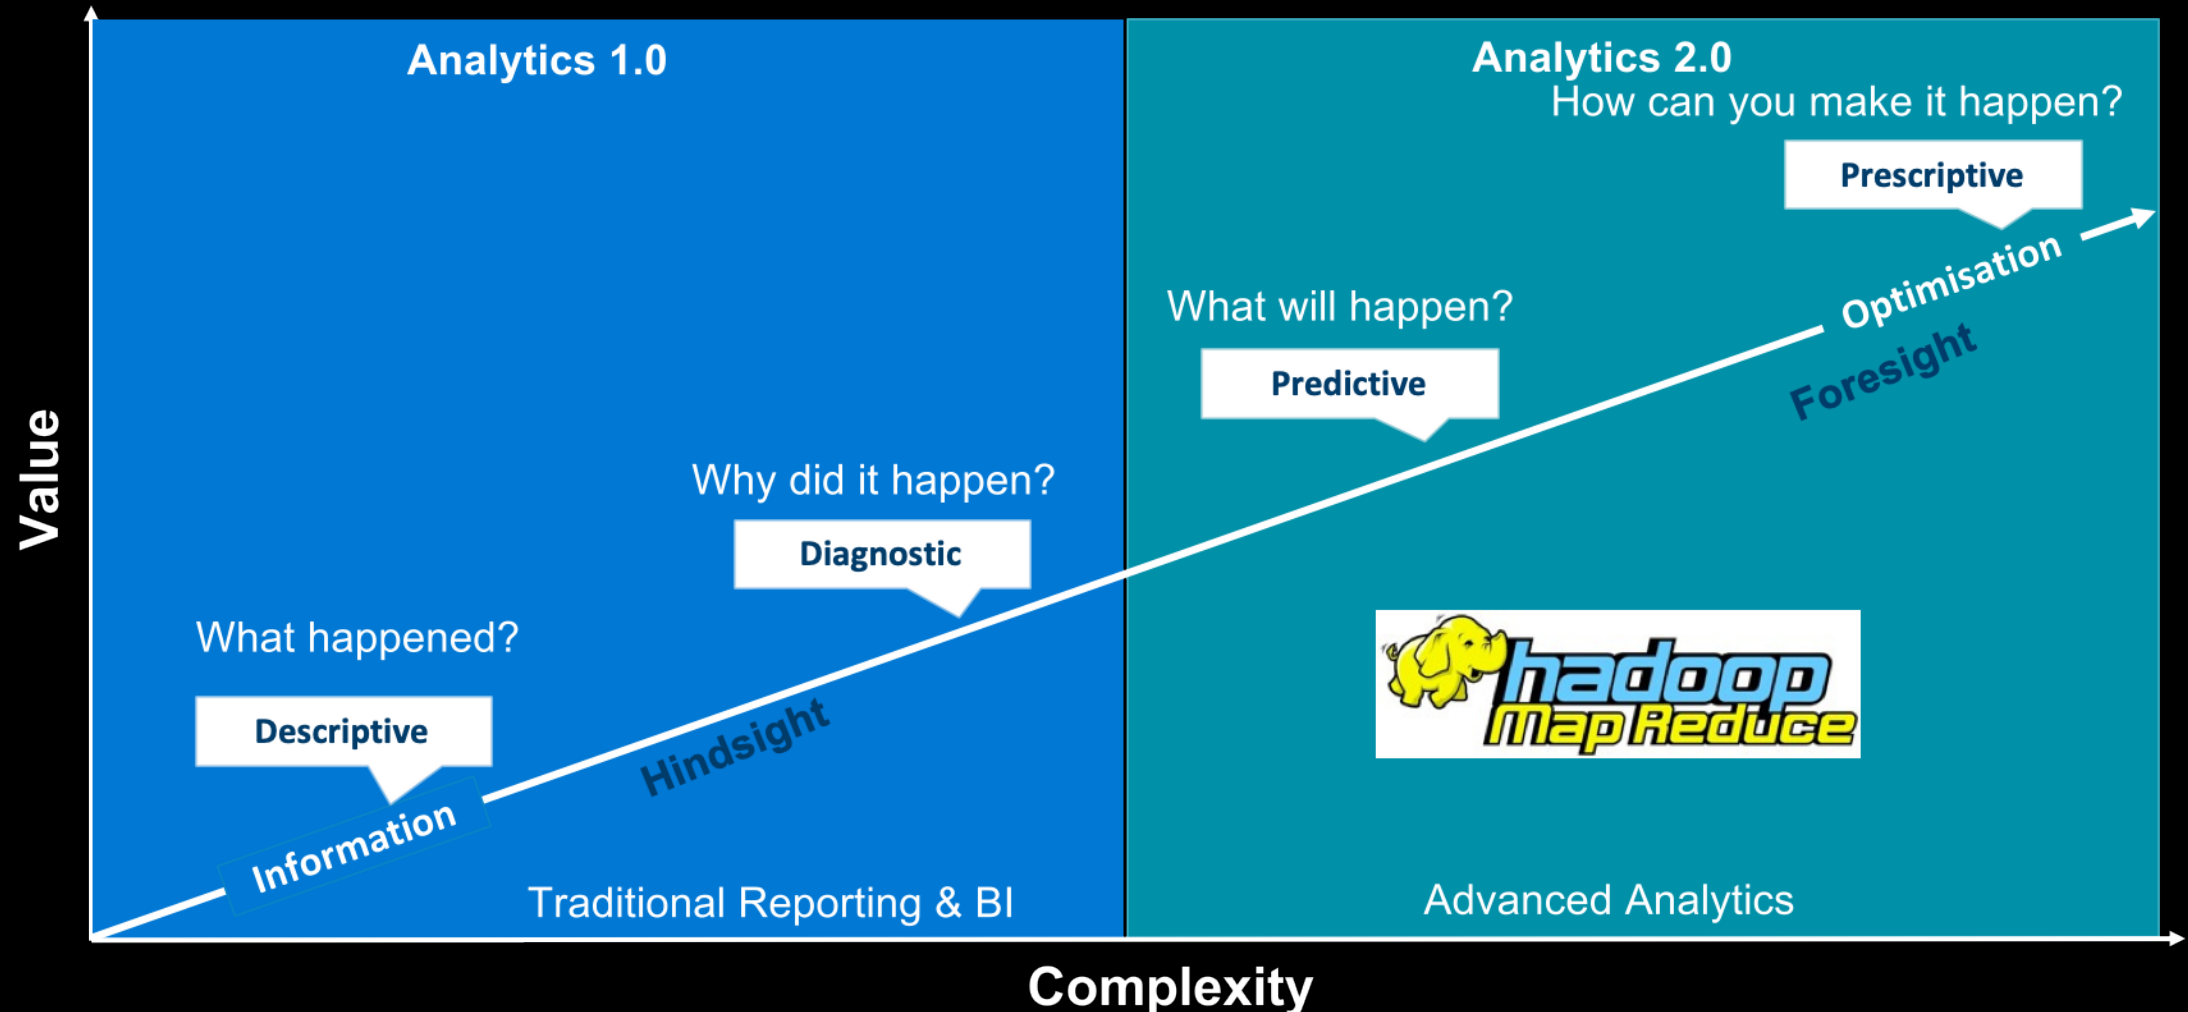 Analytics 1.0
Analytics 2.0
How can you make it happen?
Prescriptive
Optimisation
Foresight
What will happen?
Predictive
Why did it happen?
Diagnostic
What happened?
Descriptive
Information
Hindsight
hadoop
Map Reduce
Traditional Reporting & BI
Advanced Analytics
Value
Complexity